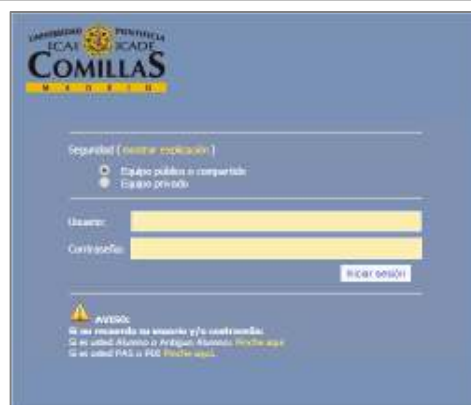 UNIVERSIDAD PONTIFICIA
ICAI ICADE
COMILLAS
MADRID
Seguridad ( mostrar explicación )
Equipo público o compartido
Equipo privado
Usuario:
Contraseña:
Iniciar sesión
AVISO:
Si no recuerda su usuario y/o contraseña:
Si es usted Alumno o Antiguo Alumno: Pinche aquí
Si es usted PAS o PDI Pinche aquí.